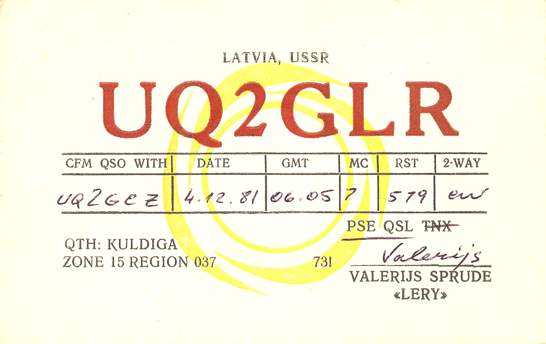 LATVIA, USSR
UQ2GLR
CFM QSO WITH DATE GMT MC RST 2-WAY
UQ2GCZ 4.12.81 06.05 7 579 cw
PSE QSL TNX
QTH: KULDIGA
ZONE 15 REGION 037 731 Valerijs
VALERIJS SPRUDE
«LERY»